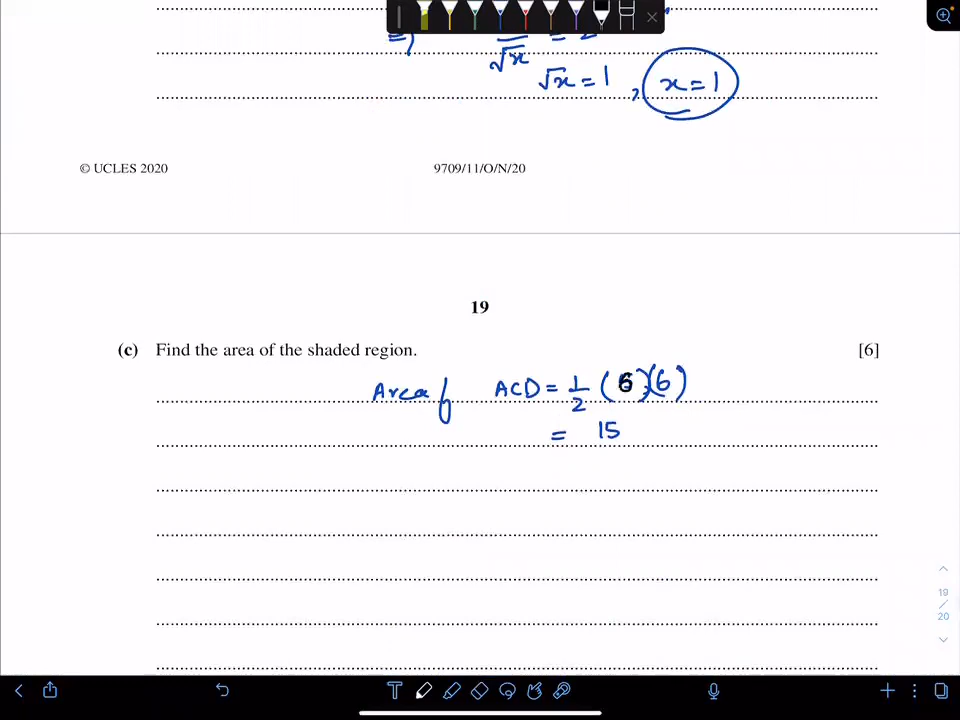 √x = 2
√x = 1 , x = 1
© UCLES 2020 9709/11/O/N/20
19
(c) Find the area of the shaded region. [6]
Area of ACD = 1/2 ( )(6)
= 15
19
/
20